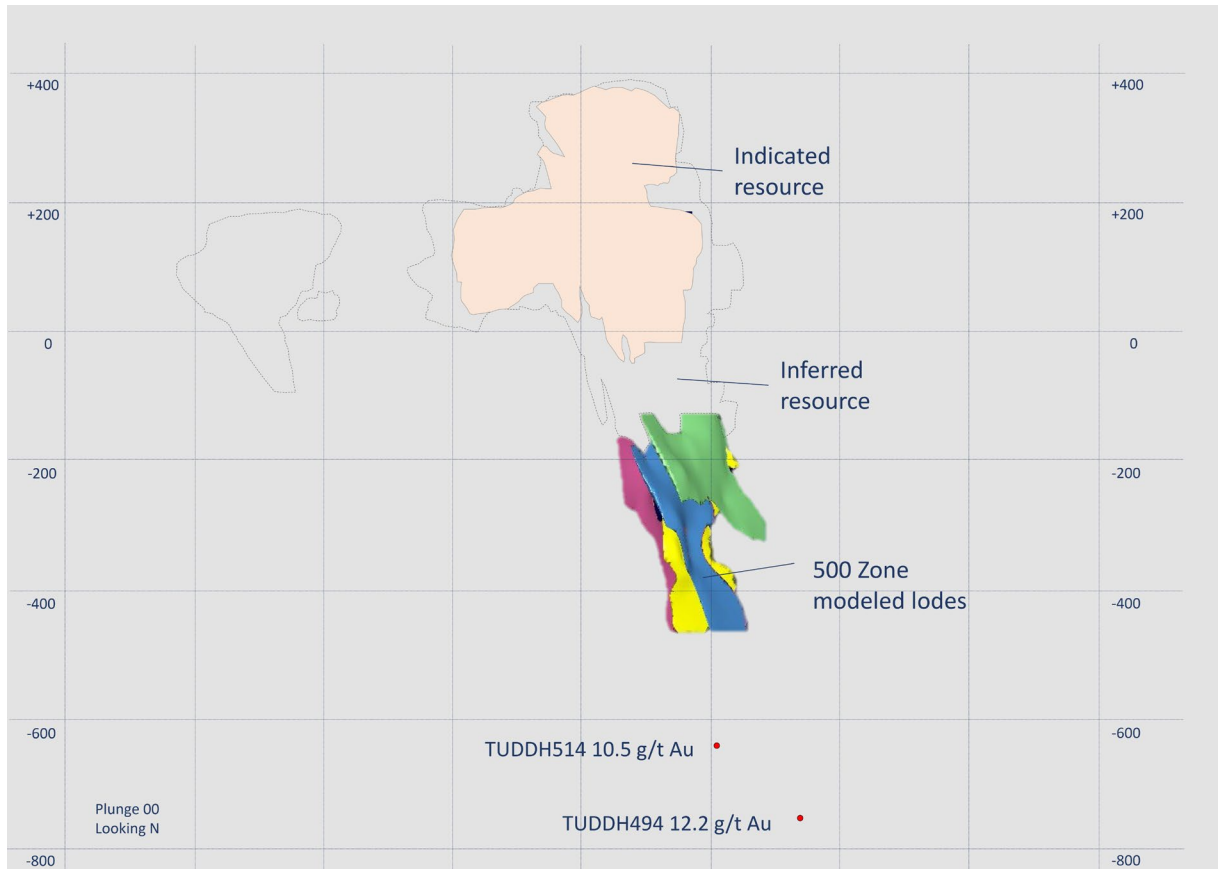 +400
+400
Indicated
resource
+200
+200
0
0
Inferred
resource
-200
-200
500 Zone
modeled lodes
-400
-400
-600
-600
TUDDH514 10.5 g/t Au
Plunge 00
Looking N
TUDDH494 12.2 g/t Au
-800
-800